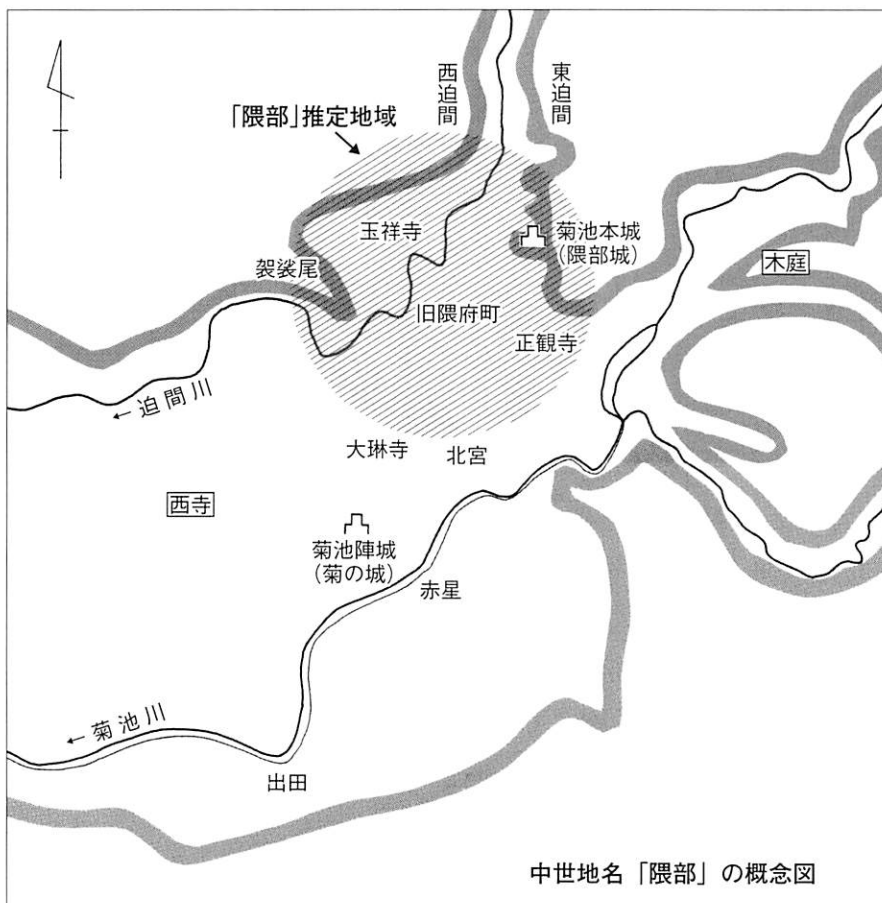 西迫間
東迫間
「隈部」推定地域
玉祥寺
菊池本城
(隈部城)
木庭
袈裟尾
旧隈府町
正観寺
←迫間川
大琳寺
北宮
西寺
菊池陣城
(菊の城)
赤星
←菊池川
出田
中世地名「隈部」の概念図